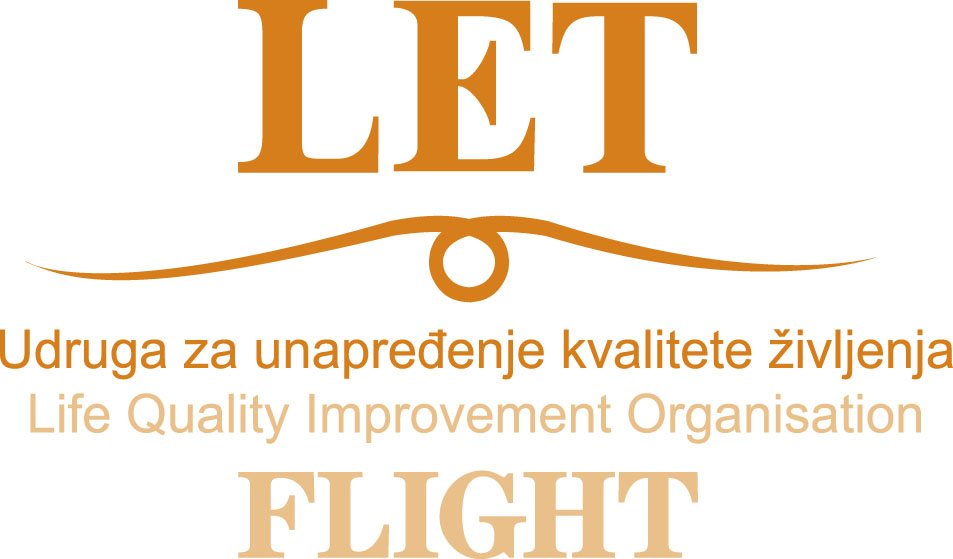 LET
Udruga za unapređenje kvalitete življenja
Life Quality Improvement Organisation
FLIGHT